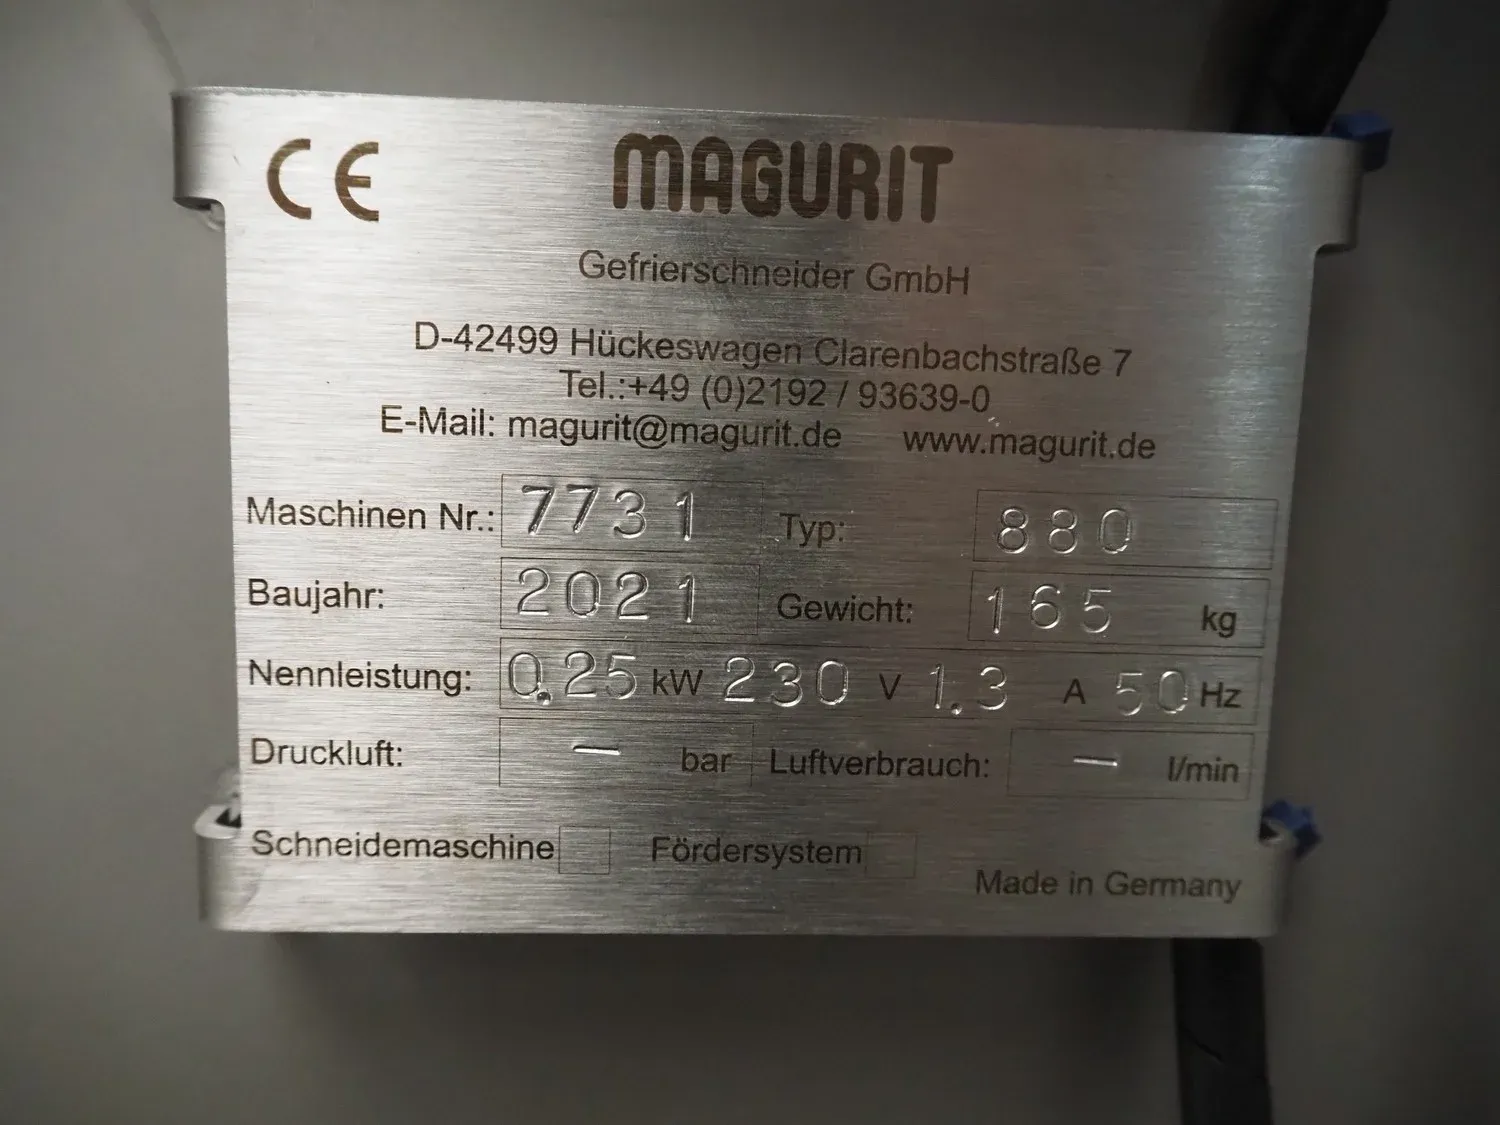 CE MAGURIT
Gefrierschneider GmbH
D-42499 Hückeswagen Clarenbachstraße 7
Tel.:+49 (0)2192 / 93639-0
E-Mail: magurit@magurit.de www.magurit.de
Maschinen Nr.: 7731 Typ: 880
Baujahr: 2021 Gewicht: 165 kg
Nennleistung: 0.25 kW 230 V 1.3 A 50 Hz
Druckluft: – bar Luftverbrauch: – l/min
Schneidemaschine Fördersystem
Made in Germany